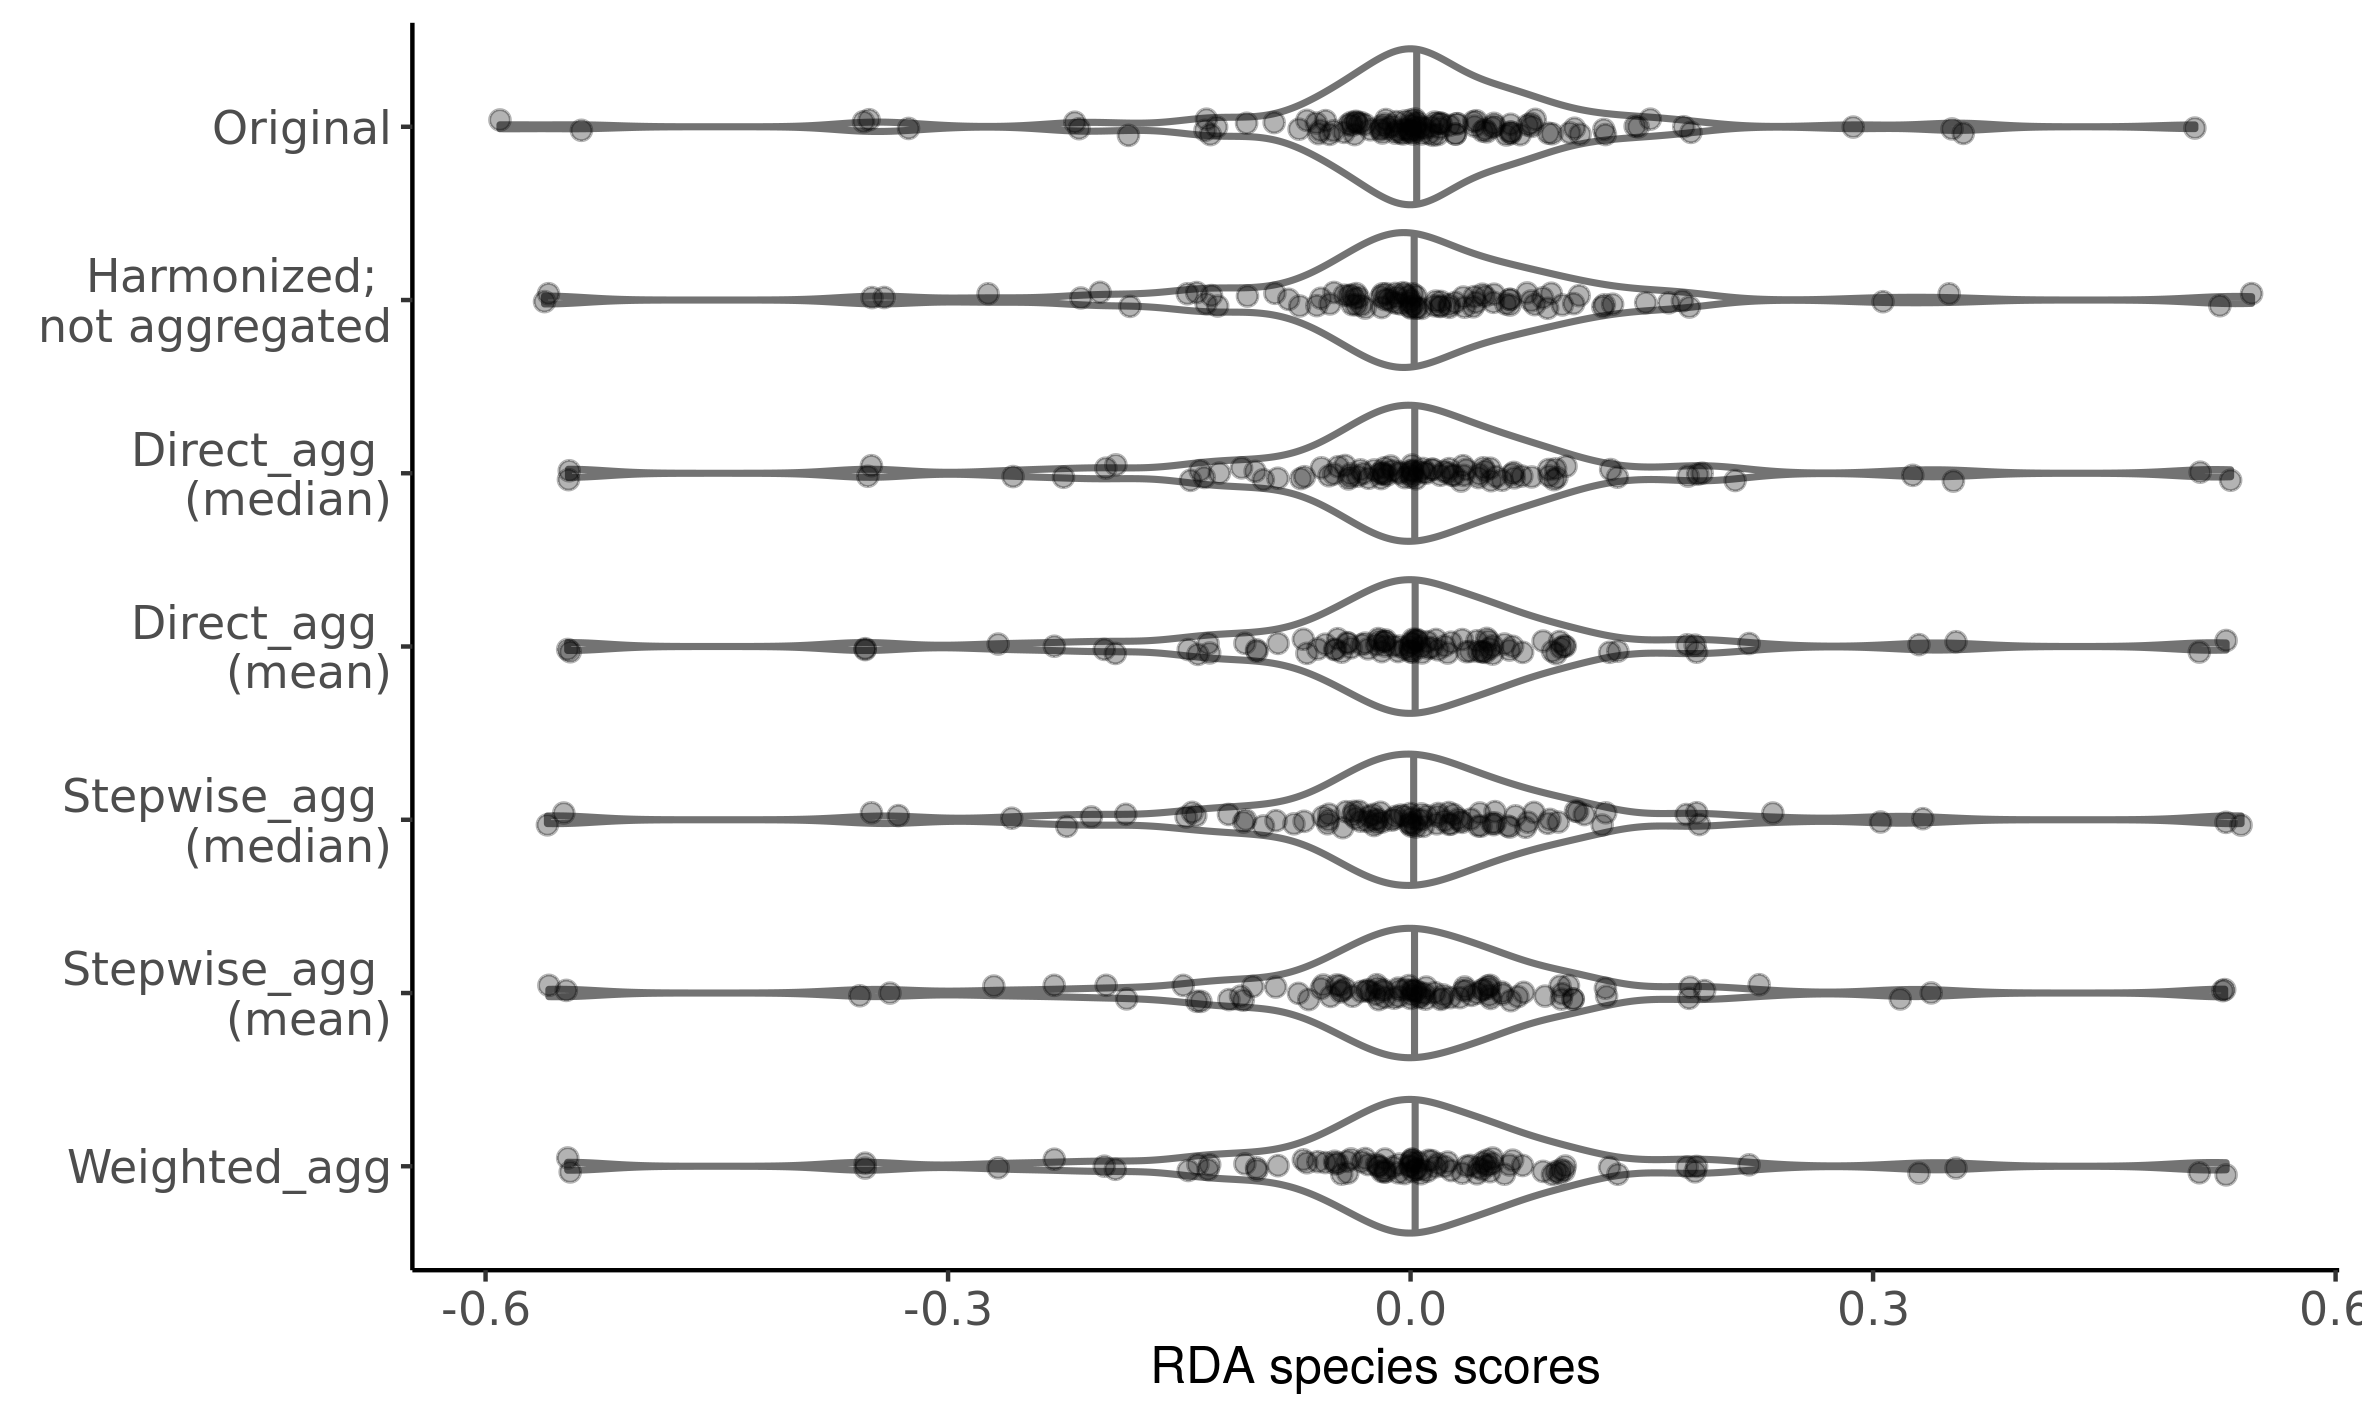 Original
Harmonized;
not aggregated
Direct_agg
(median)
Direct_agg
(mean)
Stepwise_agg
(median)
Stepwise_agg
(mean)
Weighted_agg
-0.6 -0.3 0.0 0.3 0.6
RDA species scores